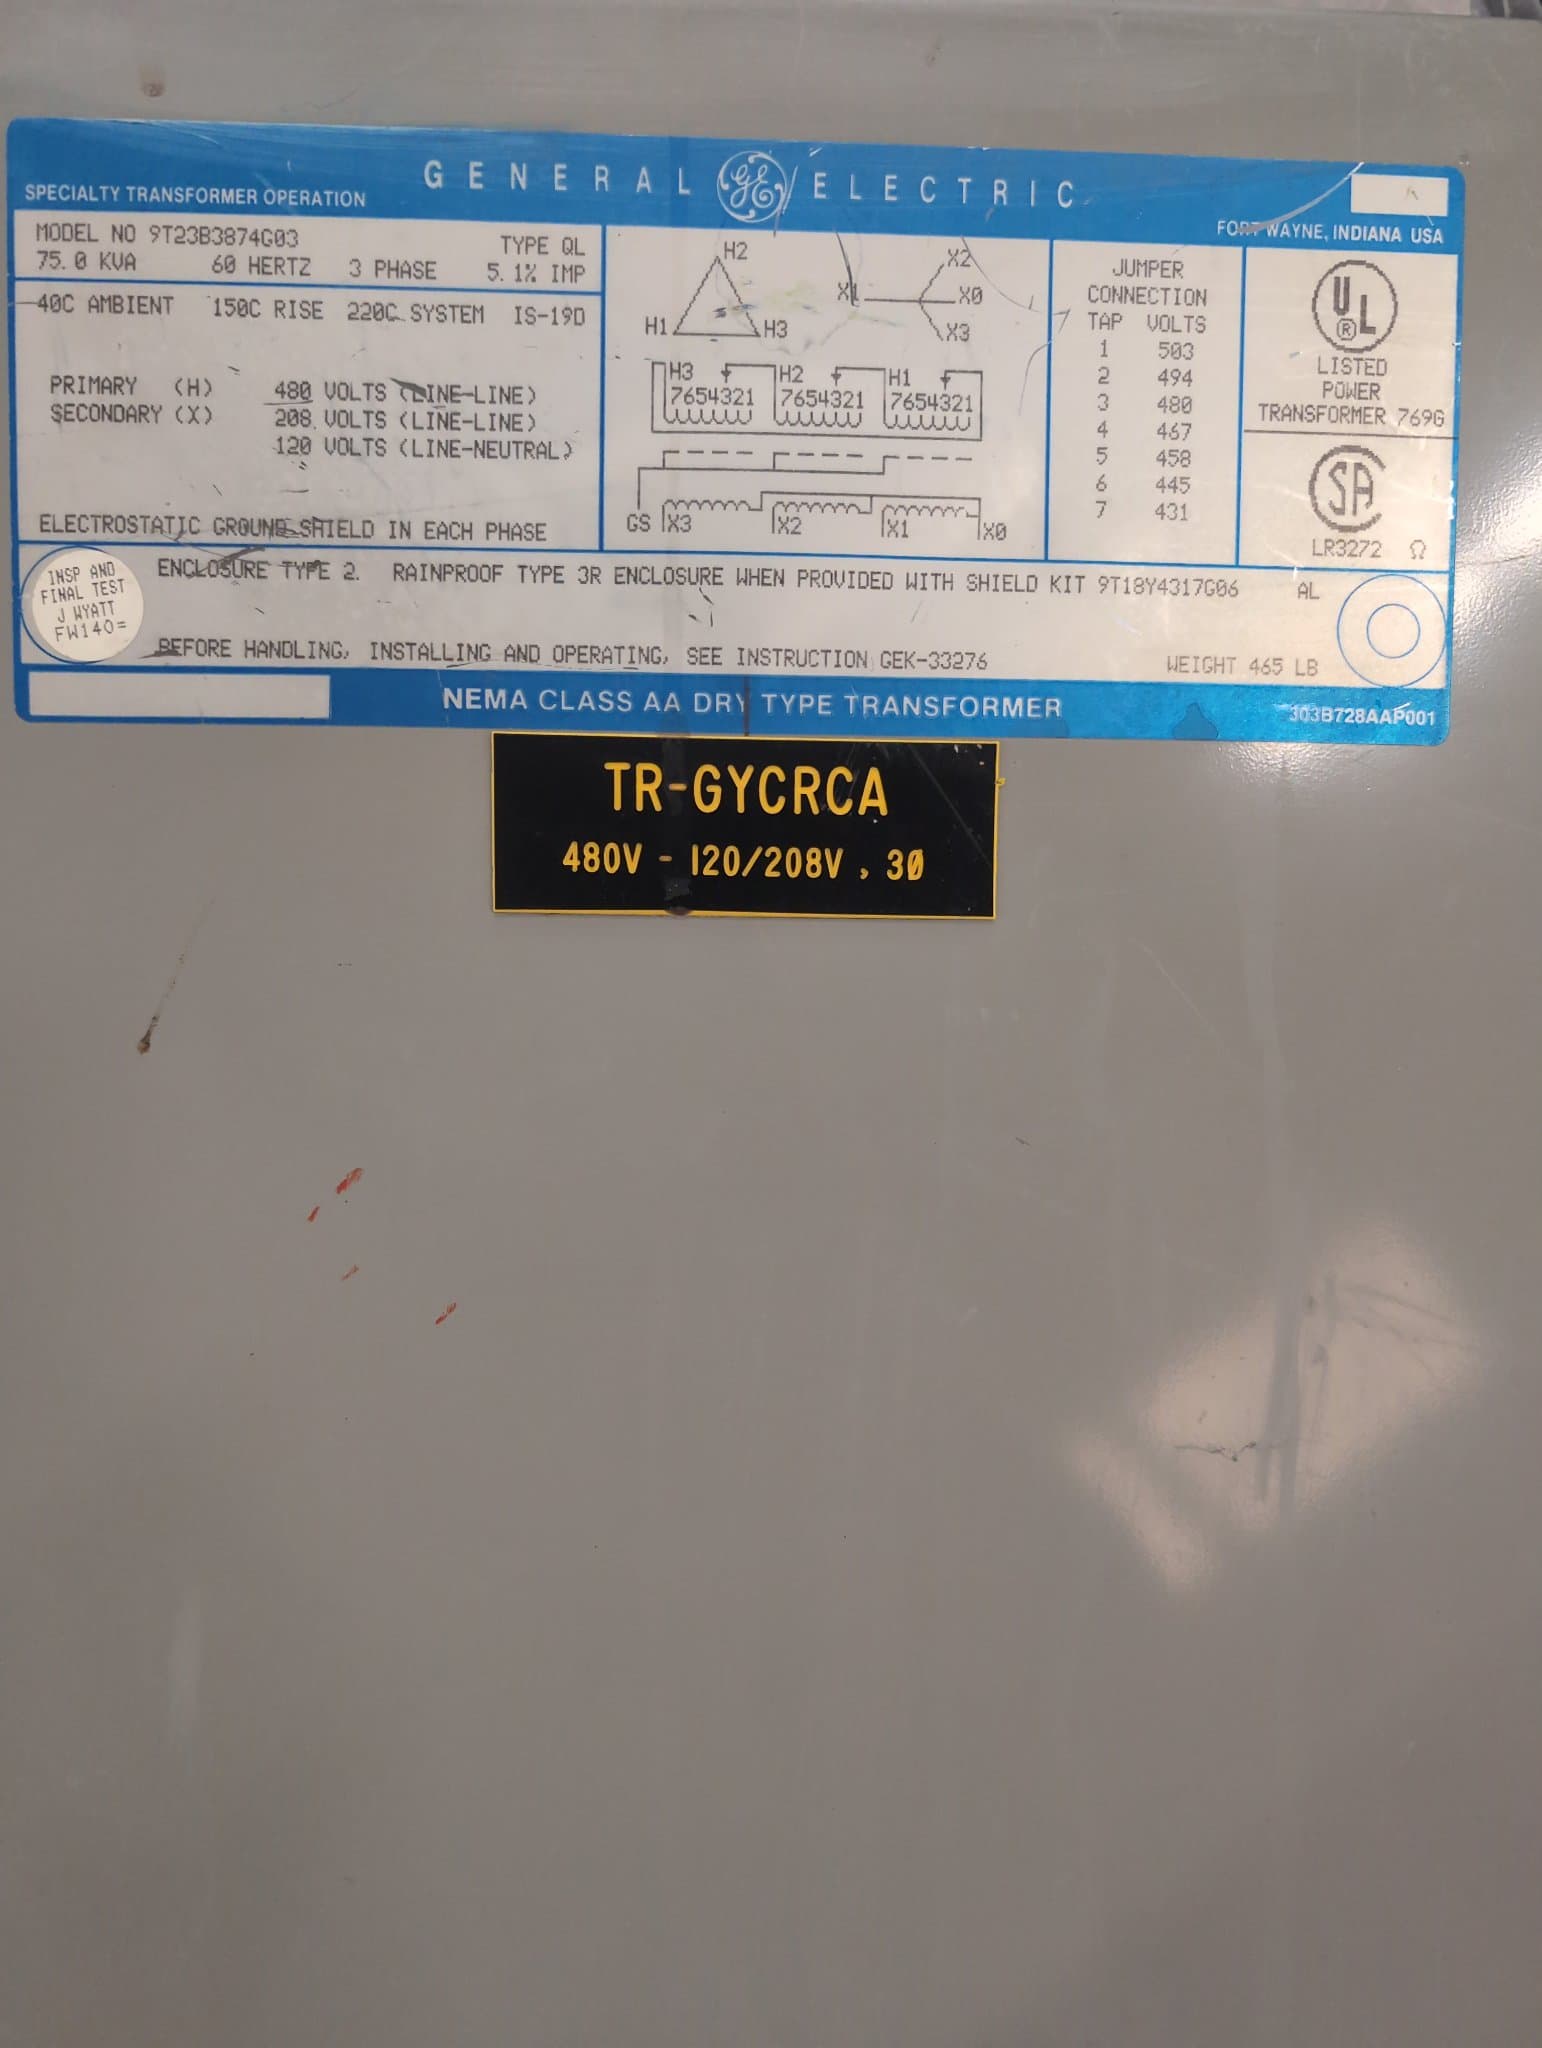 GENERAL GE ELECTRIC
SPECIALTY TRANSFORMER OPERATION
FORT WAYNE, INDIANA USA
MODEL NO 9T23B3874G03 TYPE QL
75.0 KVA 60 HERTZ 3 PHASE 5.1% IMP
40C AMBIENT 150C RISE 220C SYSTEM IS-19D
PRIMARY (H) 480 VOLTS (LINE-LINE)
SECONDARY (X) 208 VOLTS (LINE-LINE)
120 VOLTS (LINE-NEUTRAL)
ELECTROSTATIC GROUND SHIELD IN EACH PHASE
H2
H1 H3
X2
X1 X0
X3
H3 H2 H1
7654321 7654321 7654321
GS X3 X2 X1 X0
JUMPER
CONNECTION
TAP VOLTS
1 503
2 494
3 480
4 467
5 458
6 445
7 431
UL
®
LISTED
POWER
TRANSFORMER 769G
SA
LR3272 Ω
INSP AND
FINAL TEST
J WYATT
FW140=
ENCLOSURE TYPE 2. RAINPROOF TYPE 3R ENCLOSURE WHEN PROVIDED WITH SHIELD KIT 9T18Y4317G06 AL
BEFORE HANDLING, INSTALLING AND OPERATING, SEE INSTRUCTION GEK-33276 WEIGHT 465 LB
NEMA CLASS AA DRY TYPE TRANSFORMER
303B728AAP001
TR-GYCRCA
480V - 120/208V , 3Ø